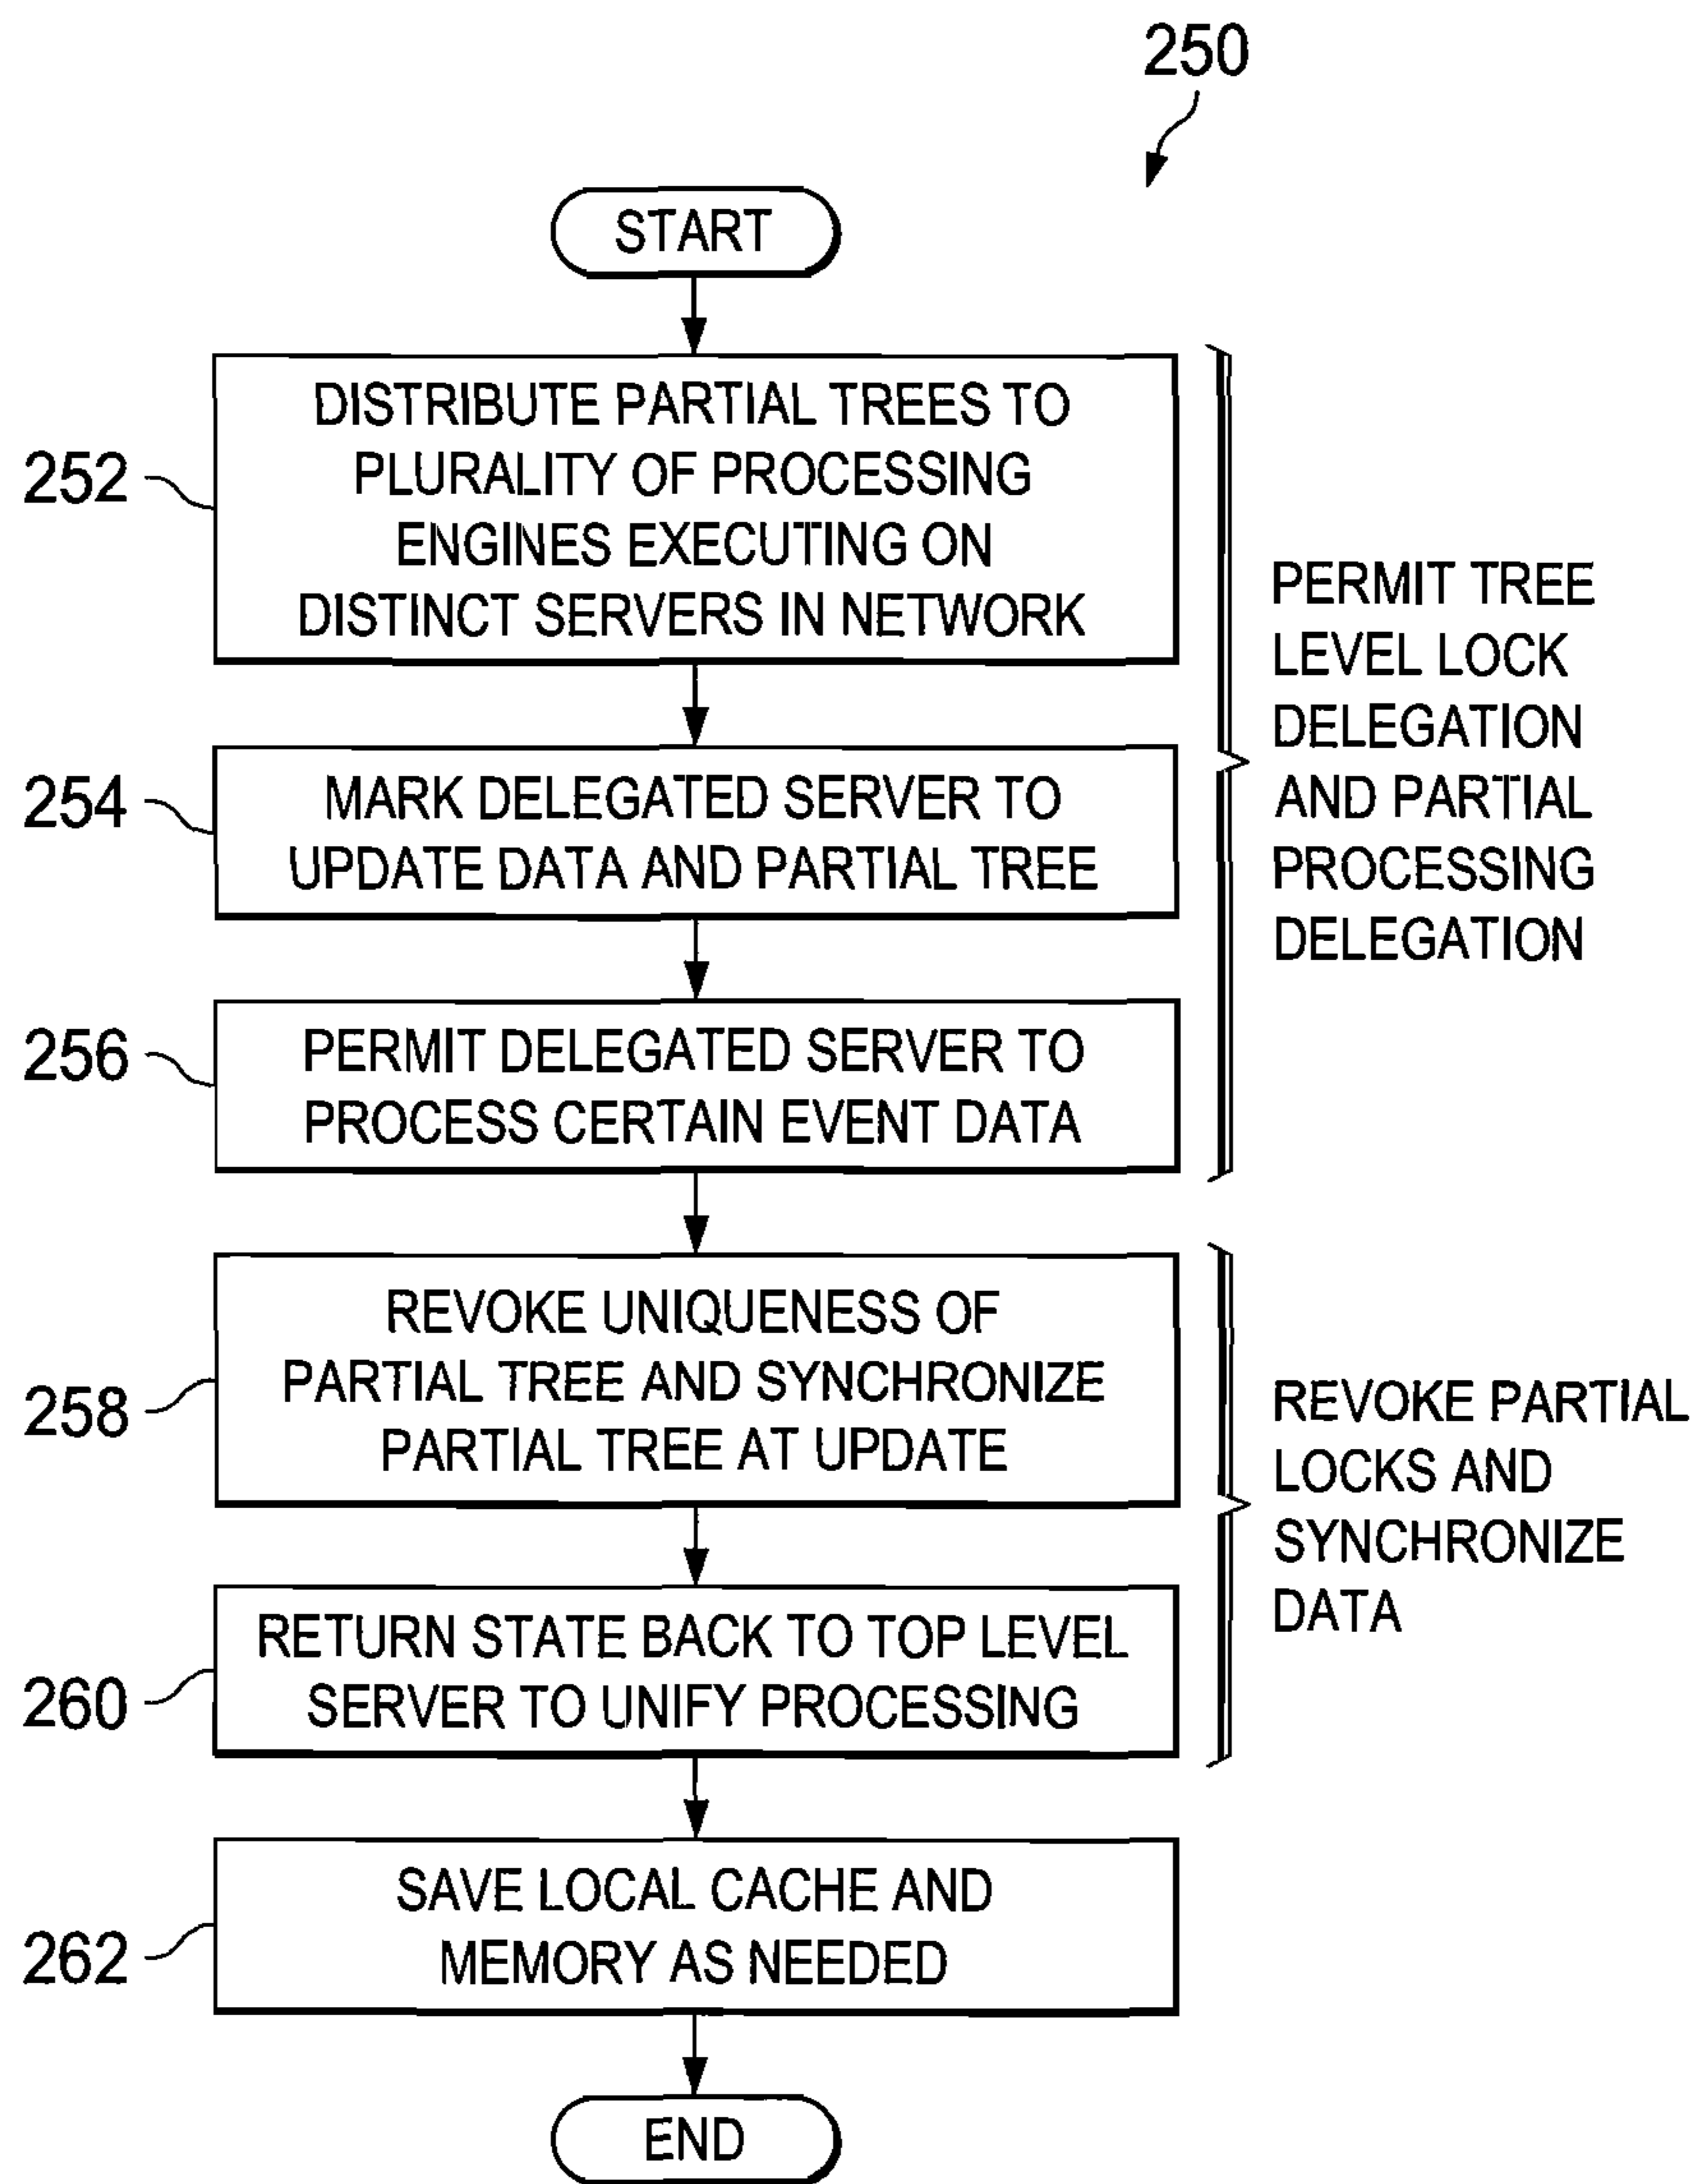 250
START
DISTRIBUTE PARTIAL TREES TO
PLURALITY OF PROCESSING
ENGINES EXECUTING ON
DISTINCT SERVERS IN NETWORK
252
MARK DELEGATED SERVER TO
UPDATE DATA AND PARTIAL TREE
254
PERMIT DELEGATED SERVER TO
PROCESS CERTAIN EVENT DATA
256
PERMIT TREE
LEVEL LOCK
DELEGATION
AND PARTIAL
PROCESSING
DELEGATION
REVOKE UNIQUENESS OF
PARTIAL TREE AND SYNCHRONIZE
PARTIAL TREE AT UPDATE
258
RETURN STATE BACK TO TOP LEVEL
SERVER TO UNIFY PROCESSING
260
REVOKE PARTIAL
LOCKS AND
SYNCHRONIZE
DATA
SAVE LOCAL CACHE AND
MEMORY AS NEEDED
262
END